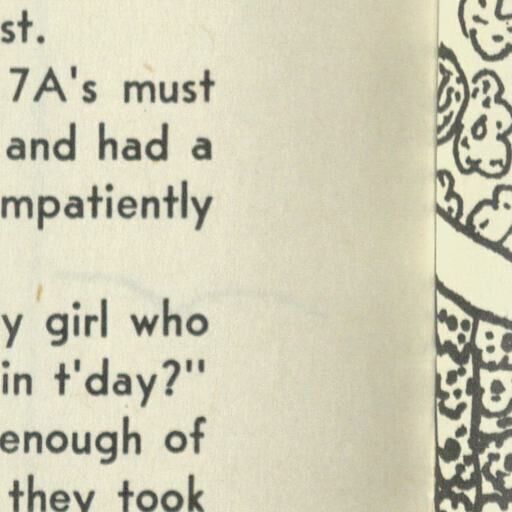 st.
7A's must
and had a
mpatiently
y girl who
in t'day?"
enough of
they took